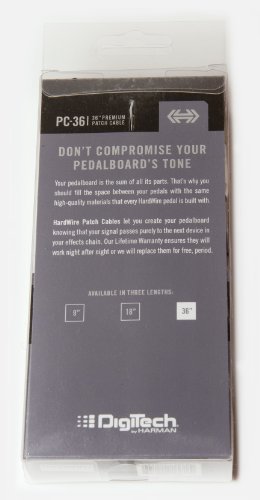 PC-36
36" PREMIUM
PATCH CABLE
DON'T COMPROMISE YOUR
PEDALBOARD'S TONE
Your pedalboard is the sum of all its parts. That's why you
should fill the space between your pedals with the same
high-quality materials that every HardWire pedal is built with.
HardWire Patch Cables let you create your pedalboard
knowing that your signal passes purely to the next device in
your effects chain. Our Lifetime Warranty ensures they will
work night after night or we will replace them for free, period.
AVAILABLE IN THREE LENGTHS:
8" 18" 36"
DigiTech
by HARMAN